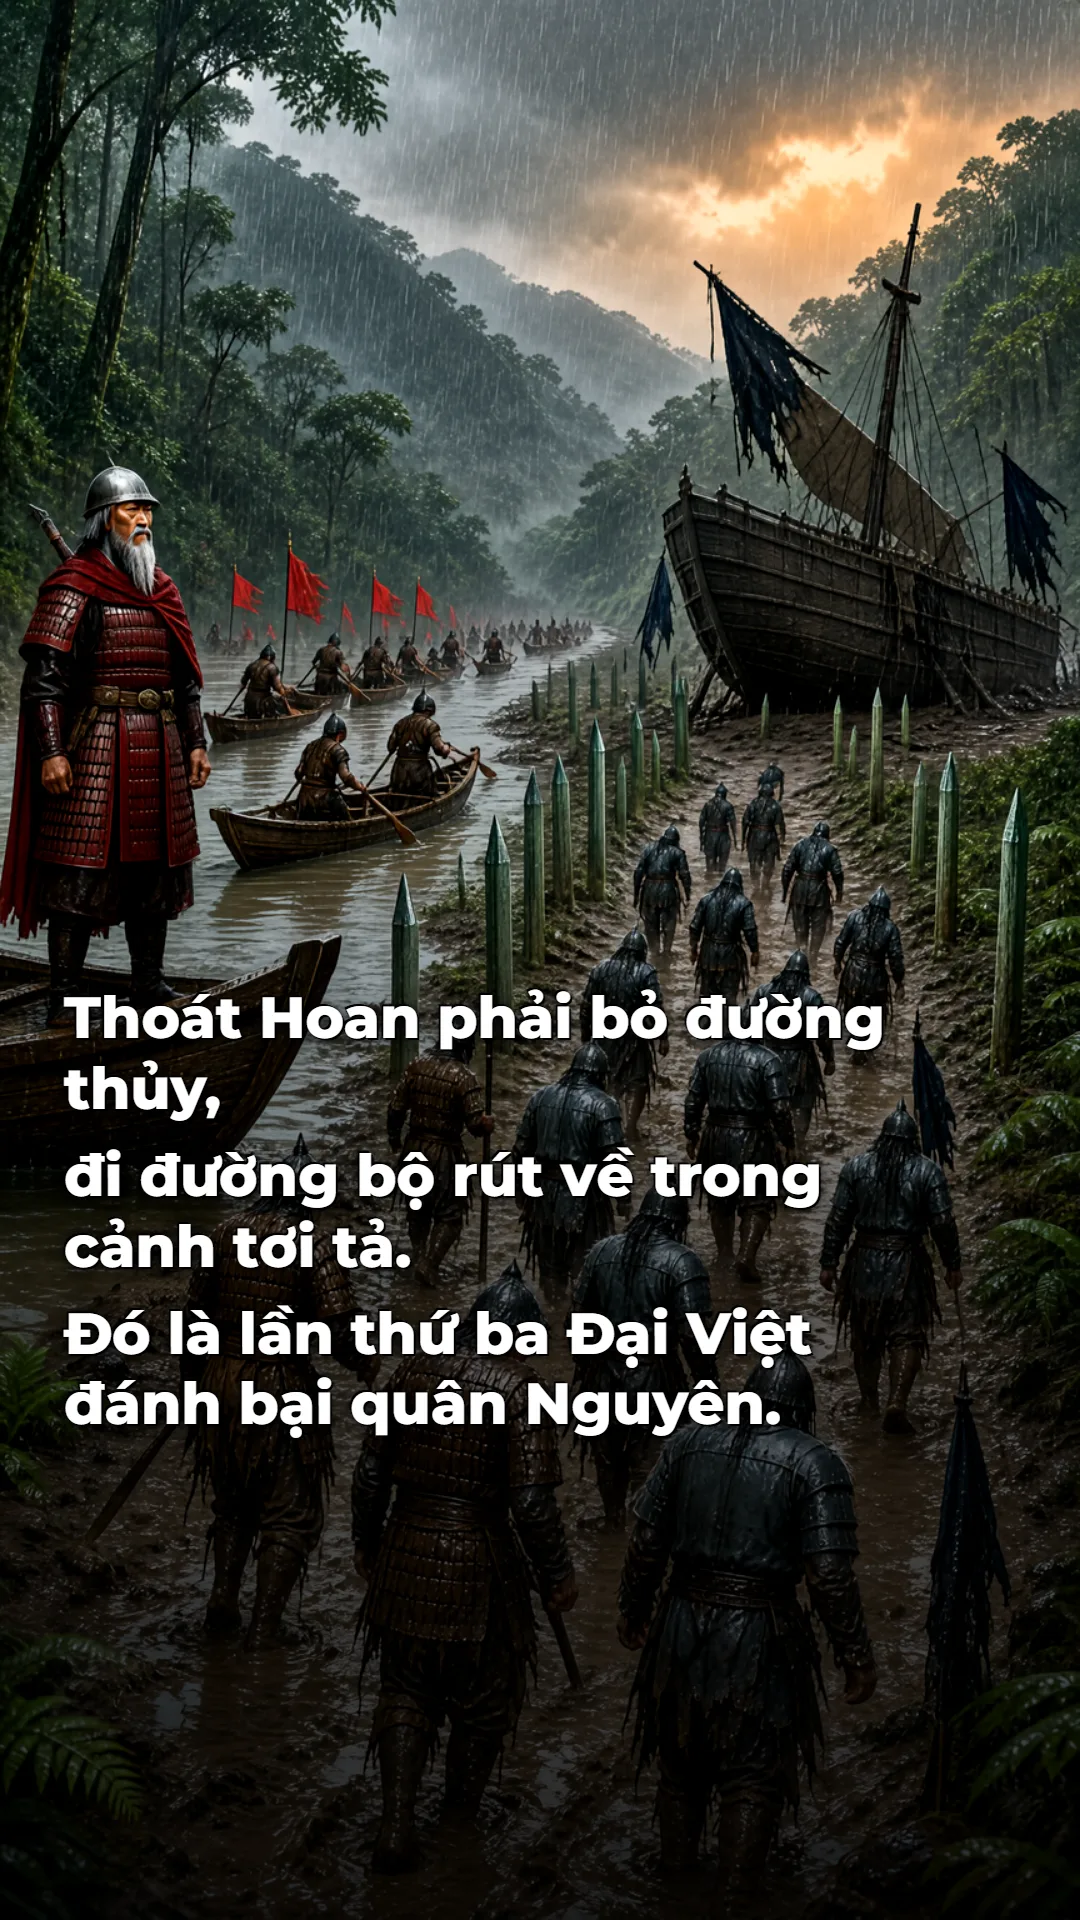 Thoát Hoan phải bỏ đường
thủy,
đi đường bộ rút về trong
cảnh tơi tả.
Đó là lần thứ ba Đại Việt
đánh bại quân Nguyên.